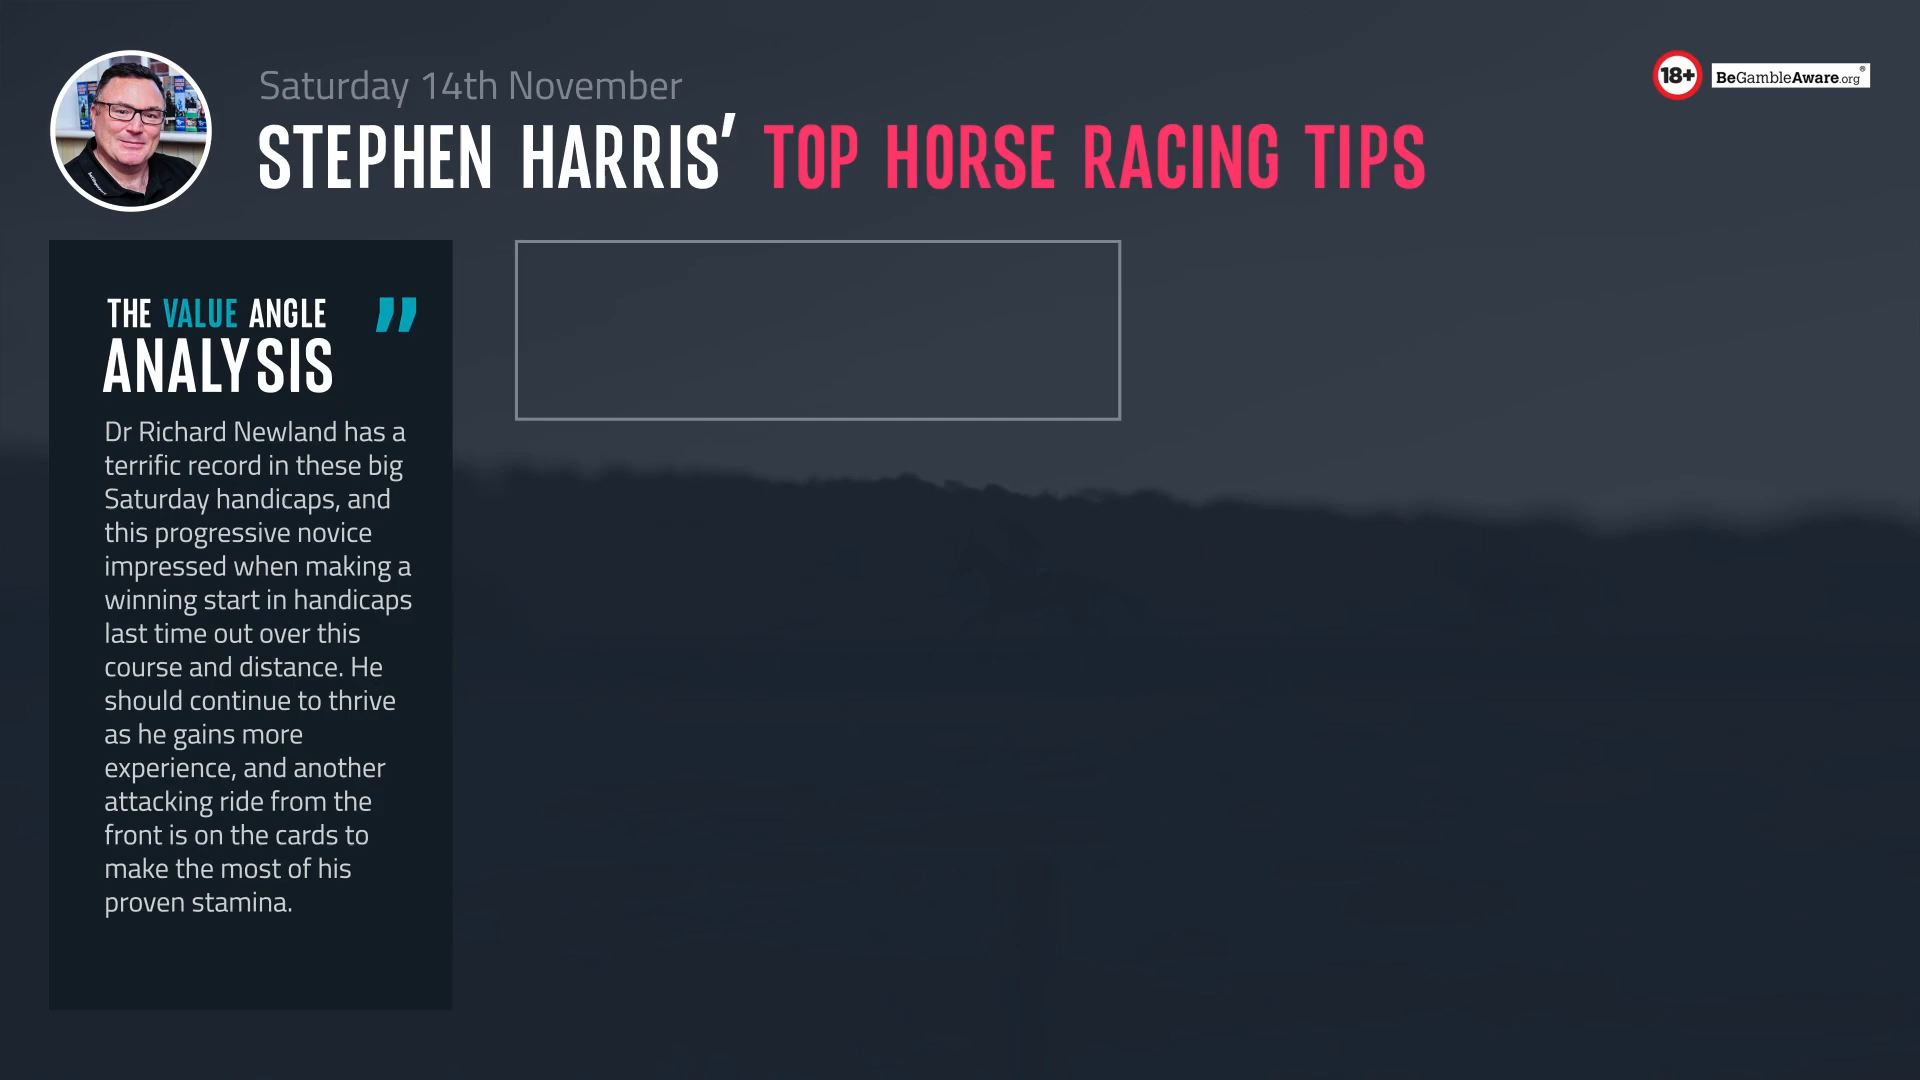 Saturday 14th November
STEPHEN HARRIS’ TOP HORSE RACING TIPS
18+ BeGambleAware.org®
THE VALUE ANGLE
ANALYSIS ”
Dr Richard Newland has a
terrific record in these big
Saturday handicaps, and
this progressive novice
impressed when making a
winning start in handicaps
last time out over this
course and distance. He
should continue to thrive
as he gains more
experience, and another
attacking ride from the
front is on the cards to
make the most of his
proven stamina.